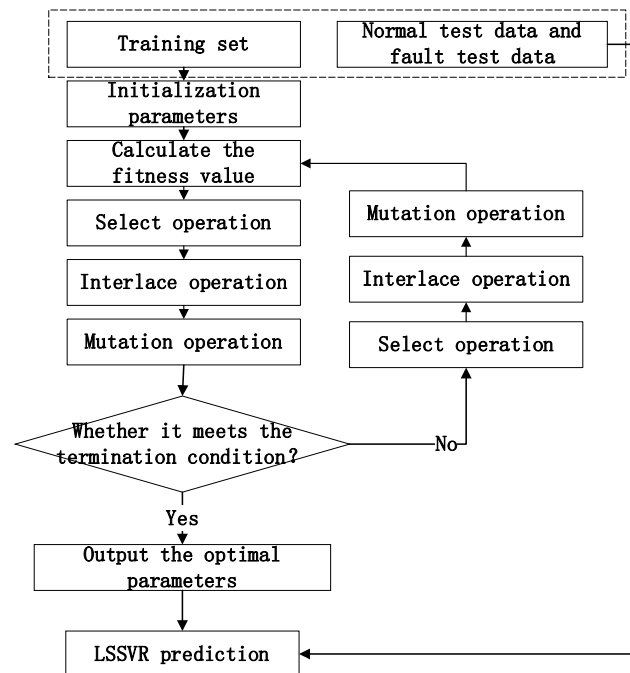 Training set
Normal test data and
fault test data
Initialization
parameters
Calculate the
fitness value
Select operation
Interlace operation
Mutation operation
Mutation operation
Interlace operation
Select operation
Whether it meets the
termination condition?
No
Yes
Output the optimal
parameters
LSSVR prediction